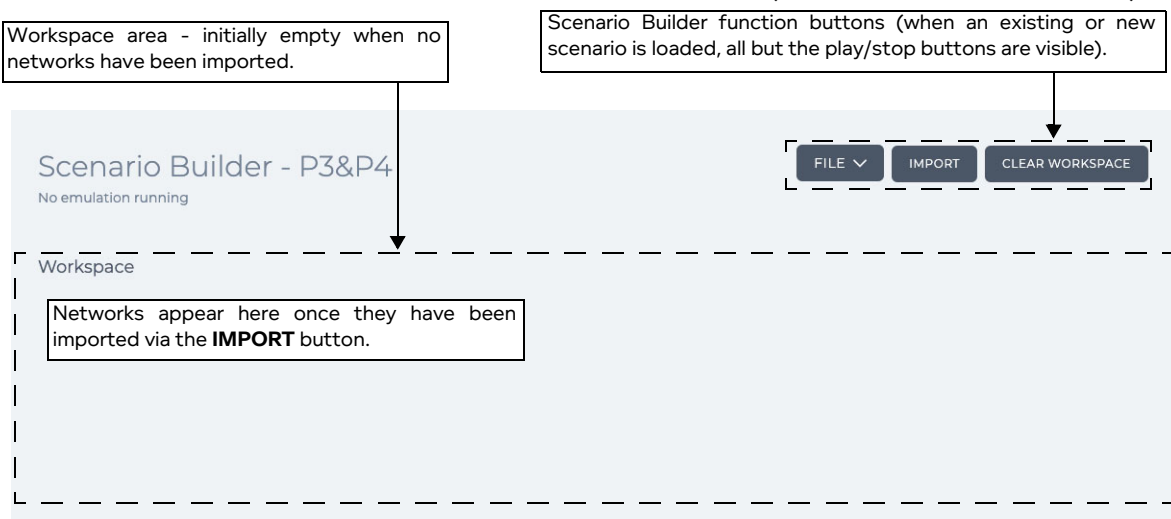 Workspace area - initially empty when no
networks have been imported.
Scenario Builder function buttons (when an existing or new
scenario is loaded, all but the play/stop buttons are visible).
Scenario Builder - P3&P4
No emulation running
FILE
IMPORT
CLEAR WORKSPACE
Workspace
Networks appear here once they have been
imported via the IMPORT button.